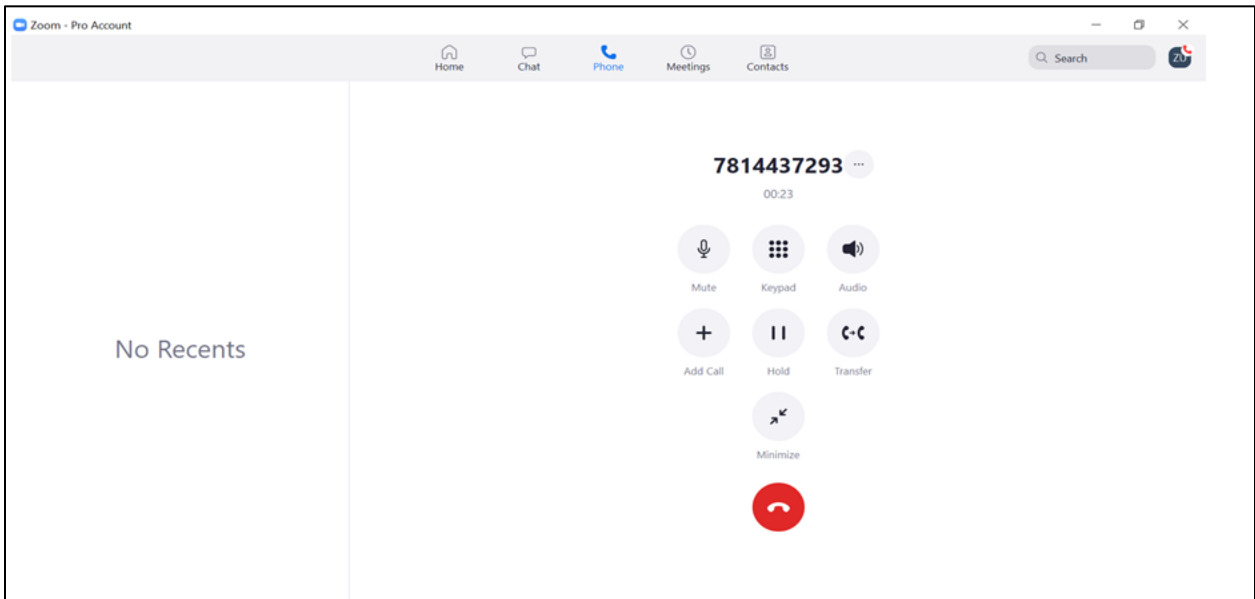 Zoom - Pro Account
Home Chat Phone Meetings Contacts Search ZU
7814437293 ...
00:23
Mute Keypad Audio
No Recents
Add Call Hold Transfer
Minimize